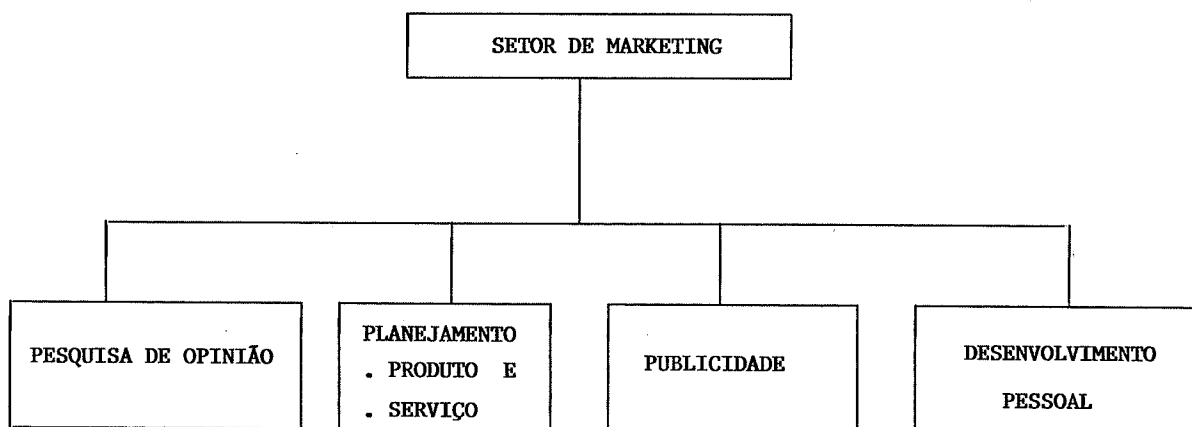 SETOR DE MARKETING
PESQUISA DE OPINIÃO
PLANEJAMENTO
. PRODUTO E
. SERVIÇO
PUBLICIDADE
DESENVOLVIMENTO
PESSOAL